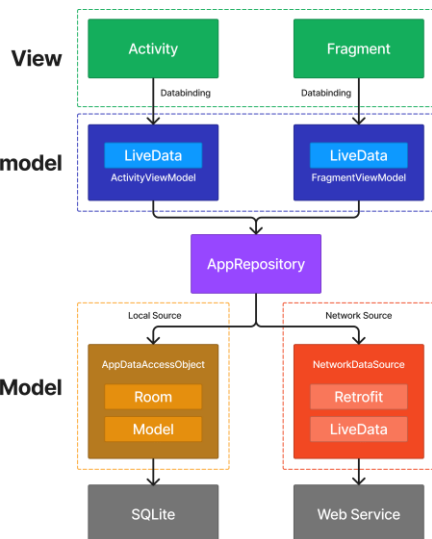 View
Activity
Fragment
Databinding
Databinding
model
LiveData
ActivityViewModel
LiveData
FragmentViewModel
AppRepository
Local Source
Network Source
Model
AppDataAccessObject
Room
Model
NetworkDataSource
Retrofit
LiveData
SQLite
Web Service